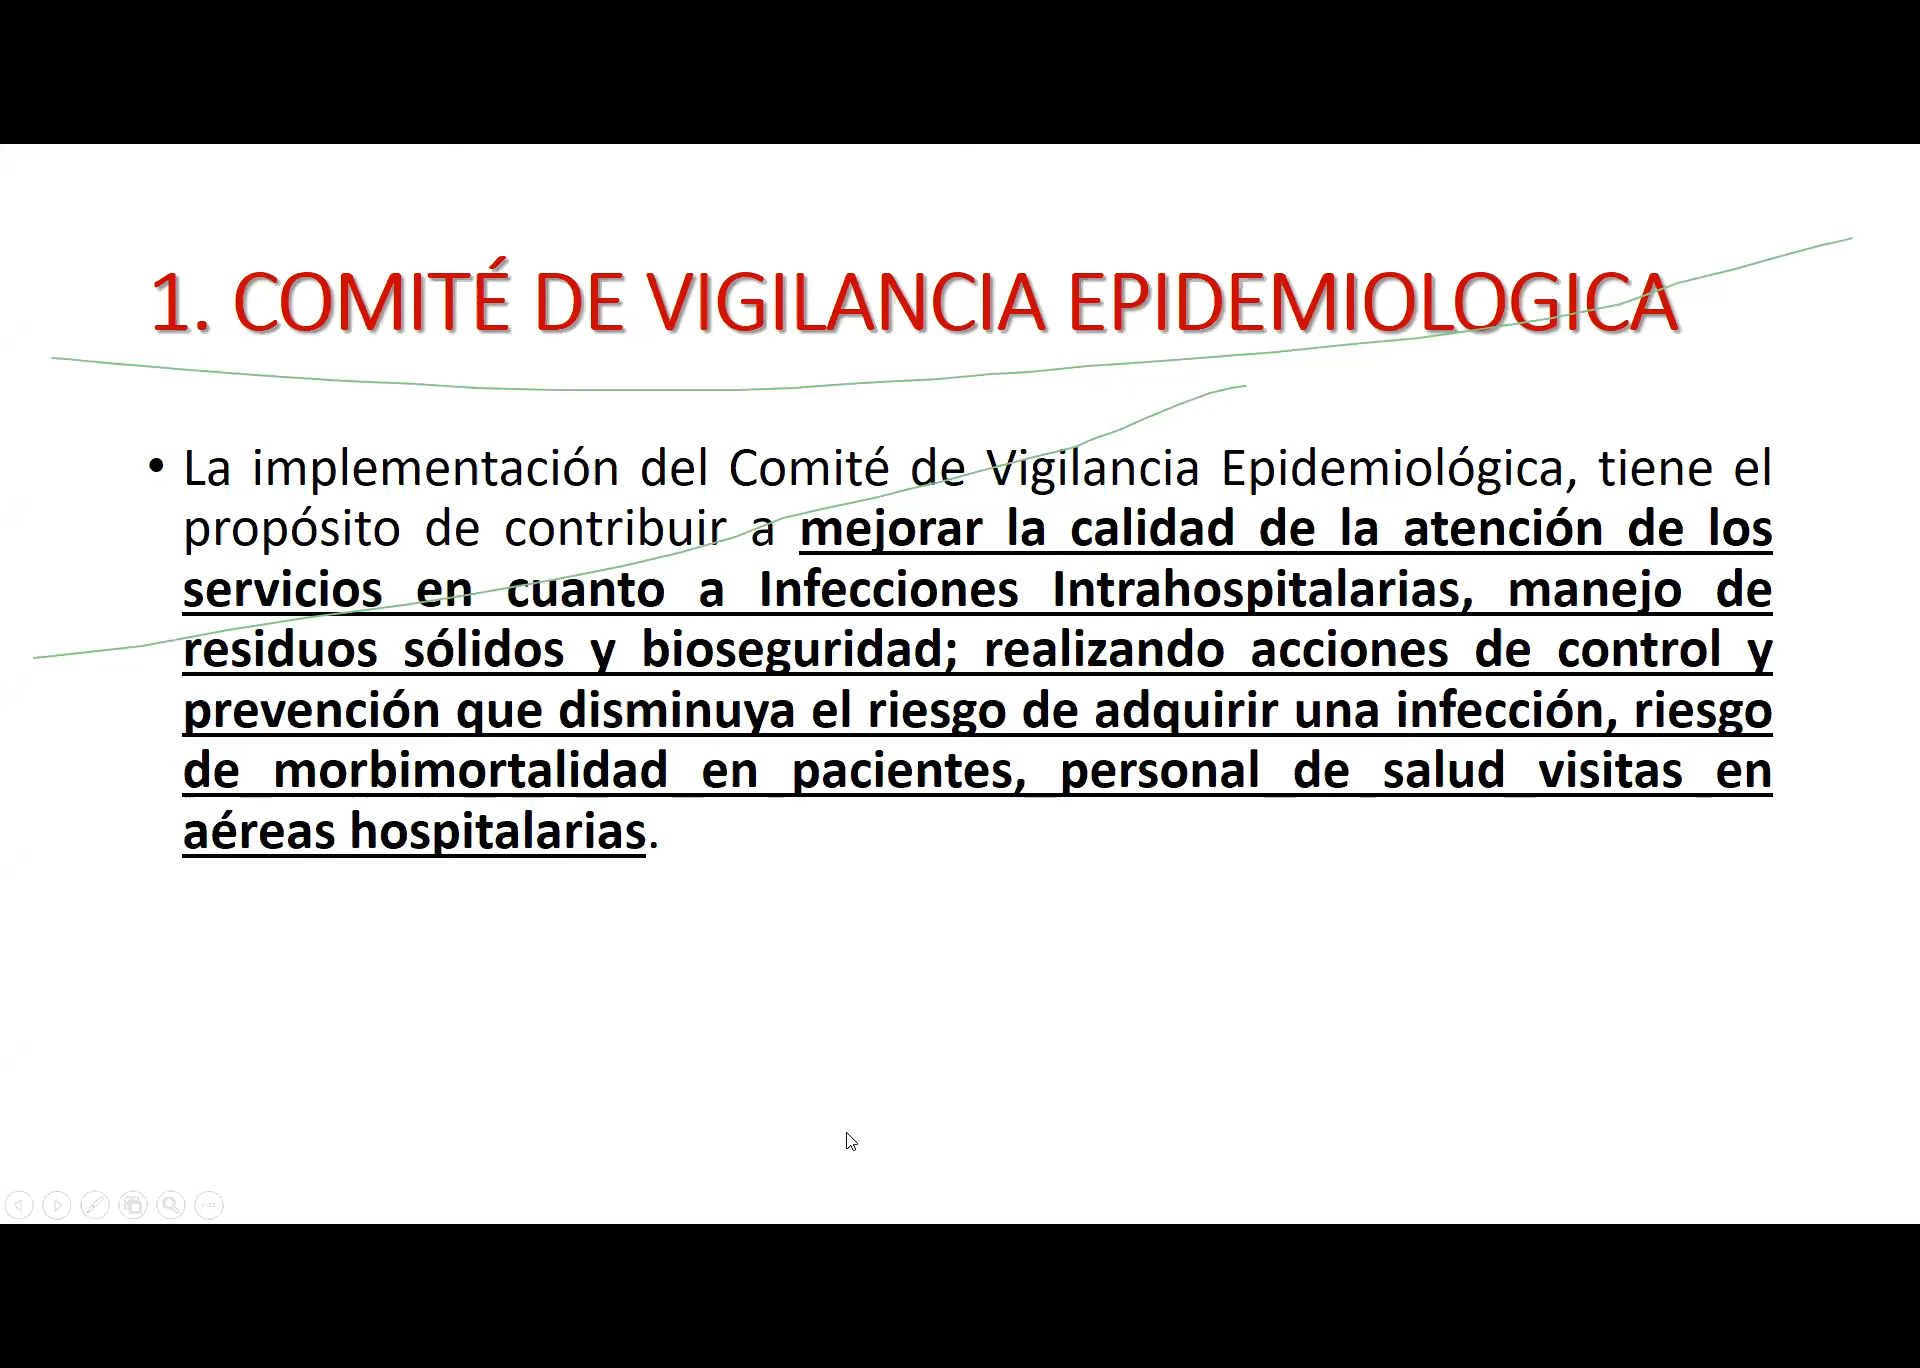 1. COMITÉ DE VIGILANCIA EPIDEMIOLOGICA
• La implementación del Comité de Vigilancia Epidemiológica, tiene el
propósito de contribuir a mejorar la calidad de la atención de los
servicios en cuanto a Infecciones Intrahospitalarias, manejo de
residuos sólidos y bioseguridad; realizando acciones de control y
prevención que disminuya el riesgo de adquirir una infección, riesgo
de morbimortalidad en pacientes, personal de salud visitas en
aéreas hospitalarias.